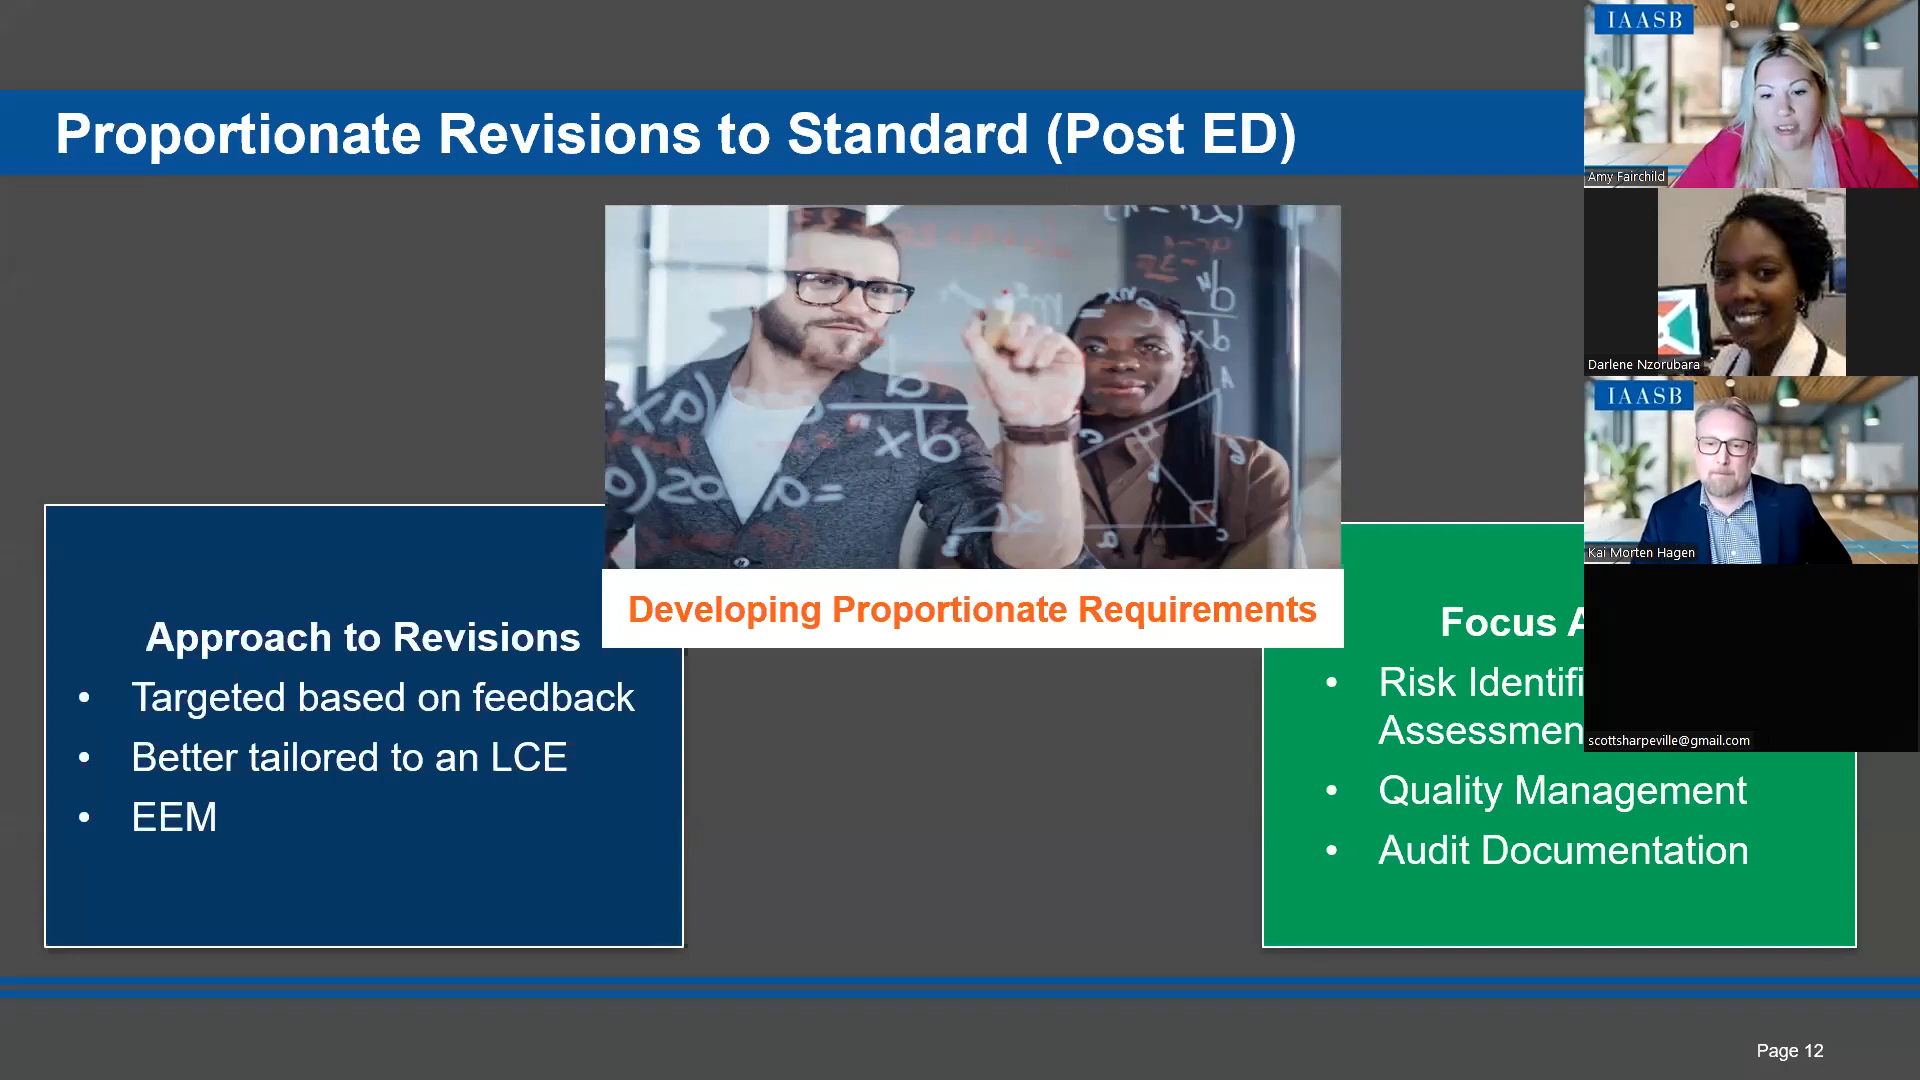 Proportionate Revisions to Standard (Post ED)
Developing Proportionate Requirements
Approach to Revisions
• Targeted based on feedback
• Better tailored to an LCE
• EEM
Focus
• Risk
• Quality Management
• Audit Documentation
Page 12
IAASB
Amy Fairchild
Darlene Nzorubara
IAASB
Kai Morten Hagen
scottsharpeville@gmail.com